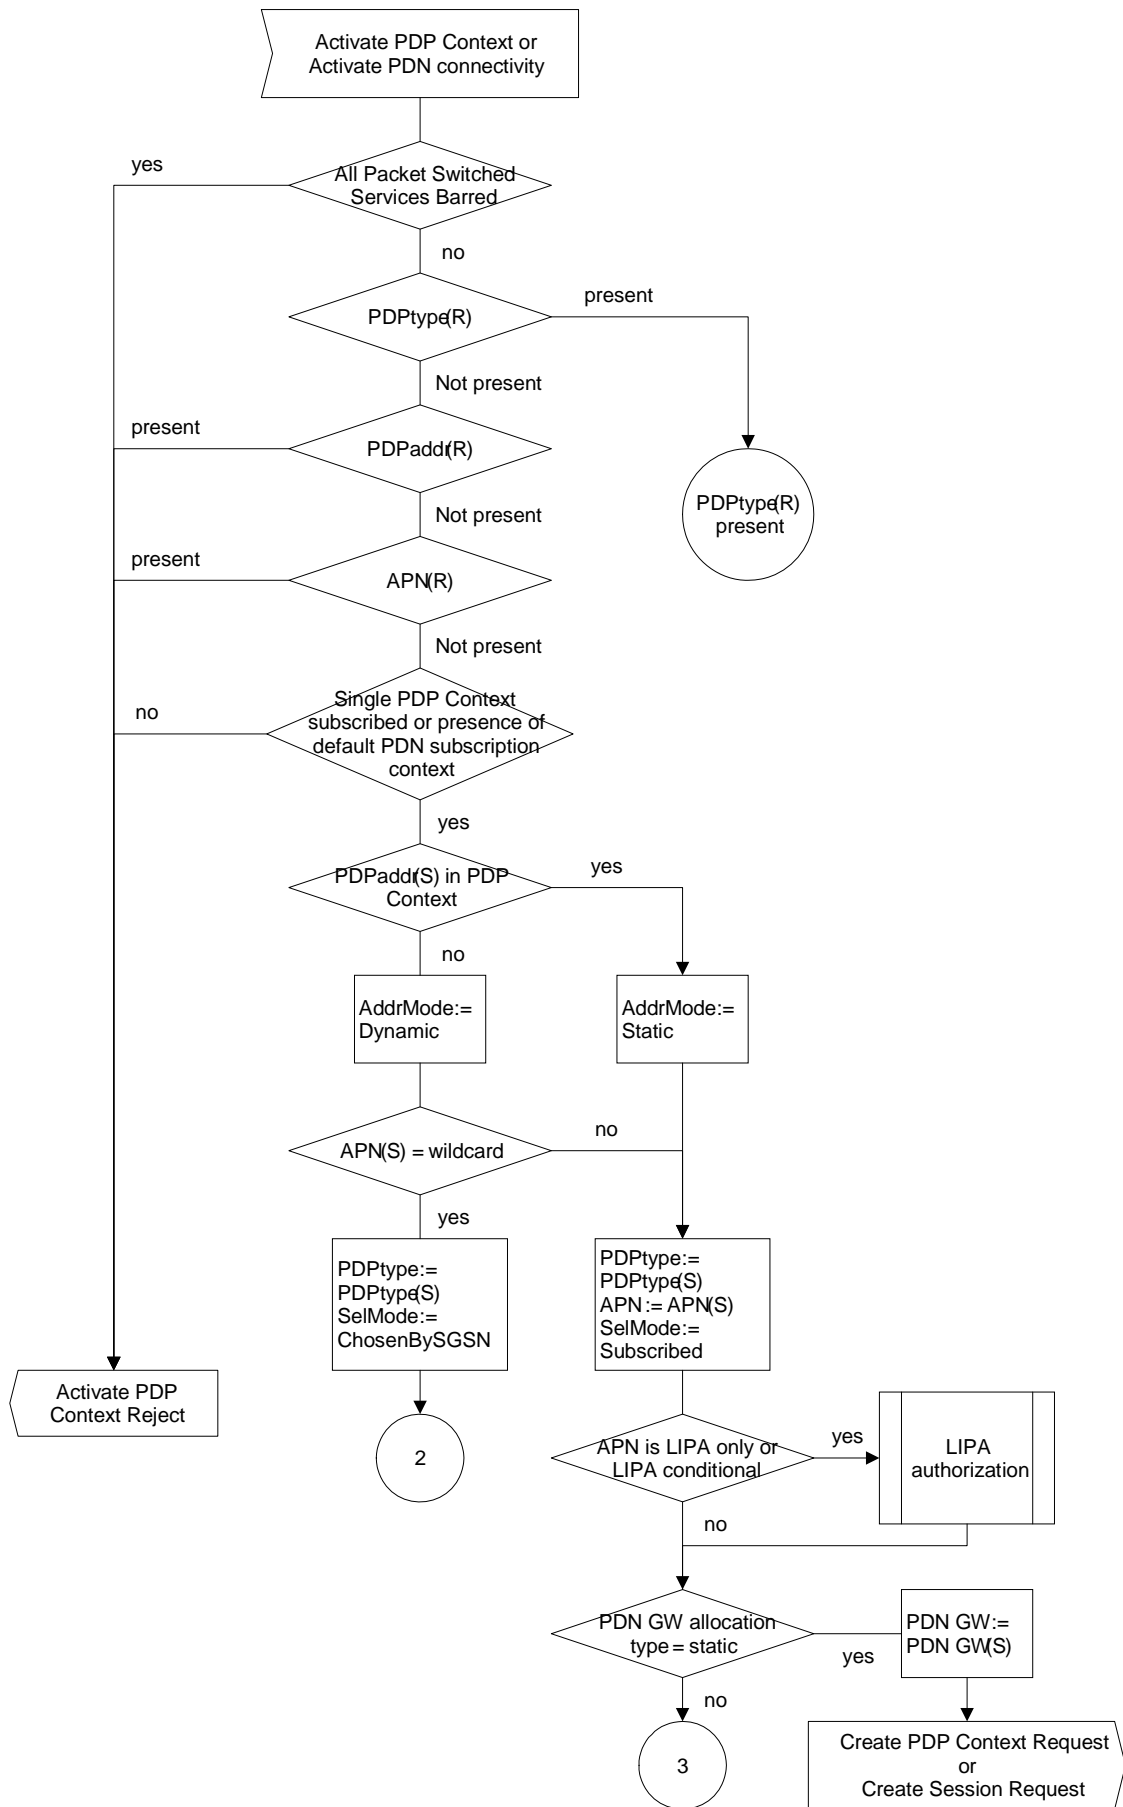 Activate PDP Context or
Activate PDN connectivity
yes
All Packet Switched
Services Barred
no
present
PDPtype(R)
Not present
present
PDPaddr(R)
PDPtype(R)
present
Not present
present
APN(R)
Not present
Single PDP Context
subscribed or presence of
default PDN subscription
context
no
yes
PDPaddr(S) in PDP
Context
yes
no
AddrMode:=
Dynamic
AddrMode:=
Static
APN(S) = wildcard
no
yes
PDPtype:=
PDPtype(S)
SelMode:=
ChosenBySGSN
PDPtype:=
PDPtype(S)
APN := APN(S)
SelMode:=
Subscribed
Activate PDP
Context Reject
2
APN is LIPA only or
LIPA conditional
yes
LIPA
authorization
no
PDN GW allocation
type = static
yes
PDN GW:=
PDN GW(S)
no
3
Create PDP Context Request
or
Create Session Request